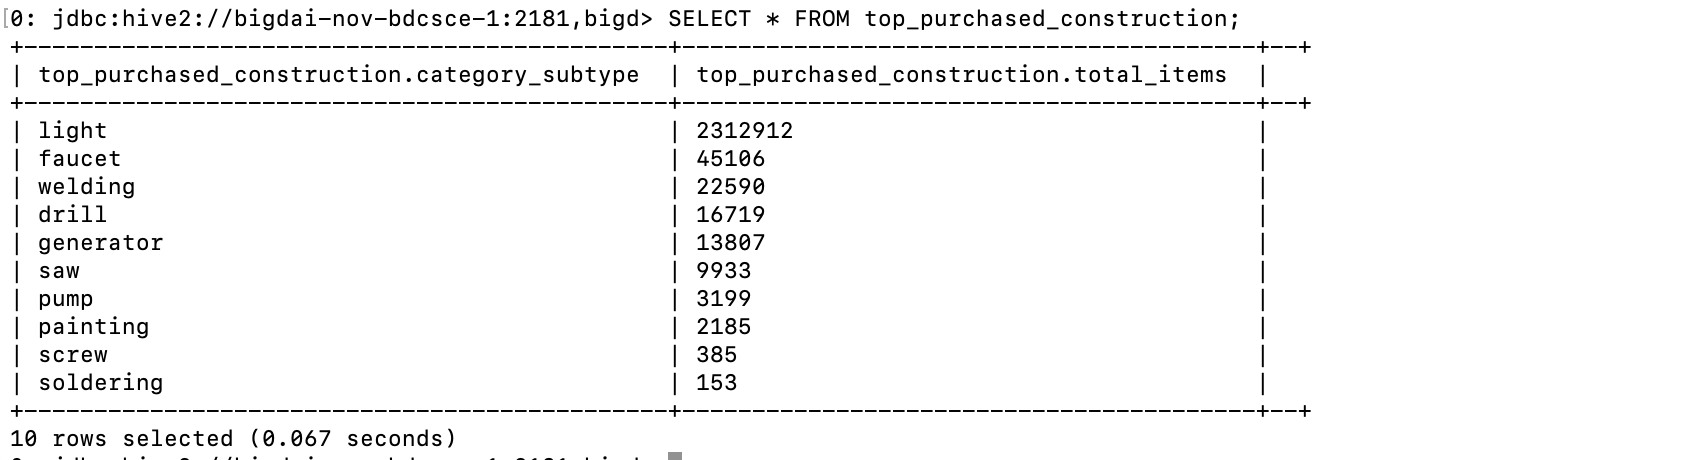 0: jdbc:hive2://bigdai-nov-bdcsce-1:2181,bigd> SELECT * FROM top_purchased_construction;
+-----------------------------------------------+------------------------------------------+--+
| top_purchased_construction.category_subtype | top_purchased_construction.total_items |
+-----------------------------------------------+------------------------------------------+--+
| light | 2312912 |
| faucet | 45106 |
| welding | 22590 |
| drill | 16719 |
| generator | 13807 |
| saw | 9933 |
| pump | 3199 |
| painting | 2185 |
| screw | 385 |
| soldering | 153 |
+-----------------------------------------------+------------------------------------------+--+
10 rows selected (0.067 seconds)